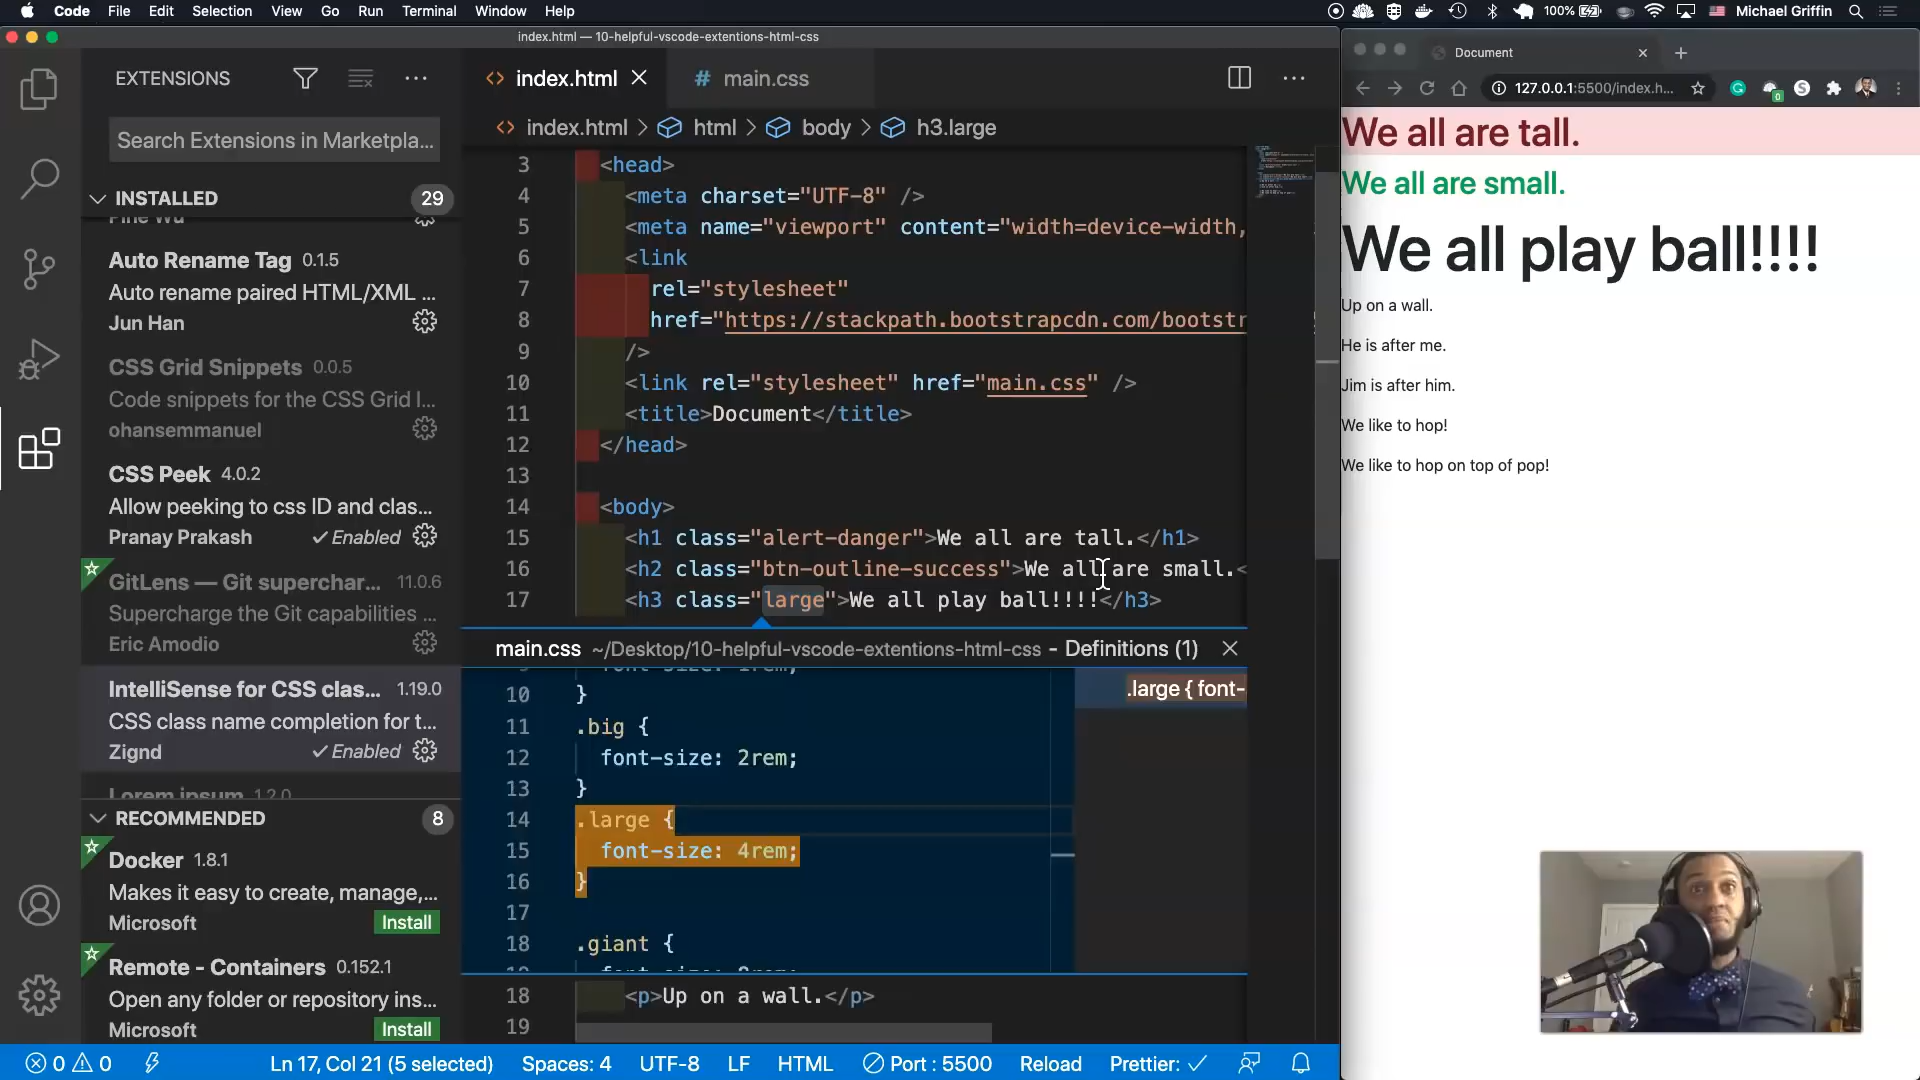 Code File Edit Selection View Go Run Terminal Window Help
100% Michael Griffin
index.html — 10-helpful-vscode-extentions-html-css
EXTENSIONS
Search Extensions in Marketpla...
INSTALLED 29
Auto Rename Tag 0.1.5
Auto rename paired HTML/XML ...
Jun Han
CSS Grid Snippets 0.0.5
Code snippets for the CSS Grid l...
ohansemmanuel
CSS Peek 4.0.2
Allow peeking to css ID and clas...
Pranay Prakash ✓ Enabled
GitLens — Git superchar... 11.0.6
Supercharge the Git capabilities ...
Eric Amodio
IntelliSense for CSS clas... 1.19.0
CSS class name completion for t...
Zignd ✓ Enabled
Lorem ipsum 1.2.0
RECOMMENDED 8
Docker 1.8.1
Makes it easy to create, manage,...
Microsoft Install
Remote - Containers 0.152.1
Open any folder or repository ins...
Microsoft Install
index.html
# main.css
index.html > html > body > h3.large
3 <head>
4 <meta charset="UTF-8" />
5 <meta name="viewport" content="width=device-width,
6 <link
7 rel="stylesheet"
8 href="https://stackpath.bootstrapcdn.com/bootstr
9 />
10 <link rel="stylesheet" href="main.css" />
11 <title>Document</title>
12 </head>
13
14 <body>
15 <h1 class="alert-danger">We all are tall.</h1>
16 <h2 class="btn-outline-success">We all are small.<
17 <h3 class="large">We all play ball!!!!</h3>
main.css ~/Desktop/10-helpful-vscode-extentions-html-css - Definitions (1)
10 }
11 .big {
12 font-size: 2rem;
13 }
14 .large {
15 font-size: 4rem;
16 }
17
18 .giant {
.large { font-
18 <p>Up on a wall.</p>
19
0 0
Ln 17, Col 21 (5 selected) Spaces: 4 UTF-8 LF HTML Port : 5500 Reload Prettier: ✓
Document
127.0.0.1:5500/index.h...
0
We all are tall.
We all are small.
We all play ball!!!!
Up on a wall.
He is after me.
Jim is after him.
We like to hop!
We like to hop on top of pop!